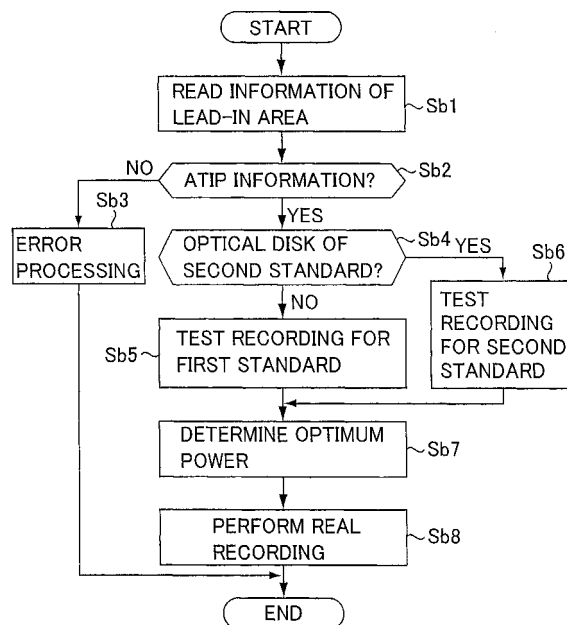 START
READ INFORMATION OF
LEAD-IN AREA
Sb1
NO
ATIP INFORMATION?
Sb2
Sb3
YES
ERROR
PROCESSING
OPTICAL DISK OF
SECOND STANDARD?
Sb4
YES
Sb6
NO
TEST
RECORDING
FOR SECOND
STANDARD
Sb5
TEST RECORDING FOR
FIRST STANDARD
DETERMINE OPTIMUM
POWER
Sb7
PERFORM REAL
RECORDING
Sb8
END